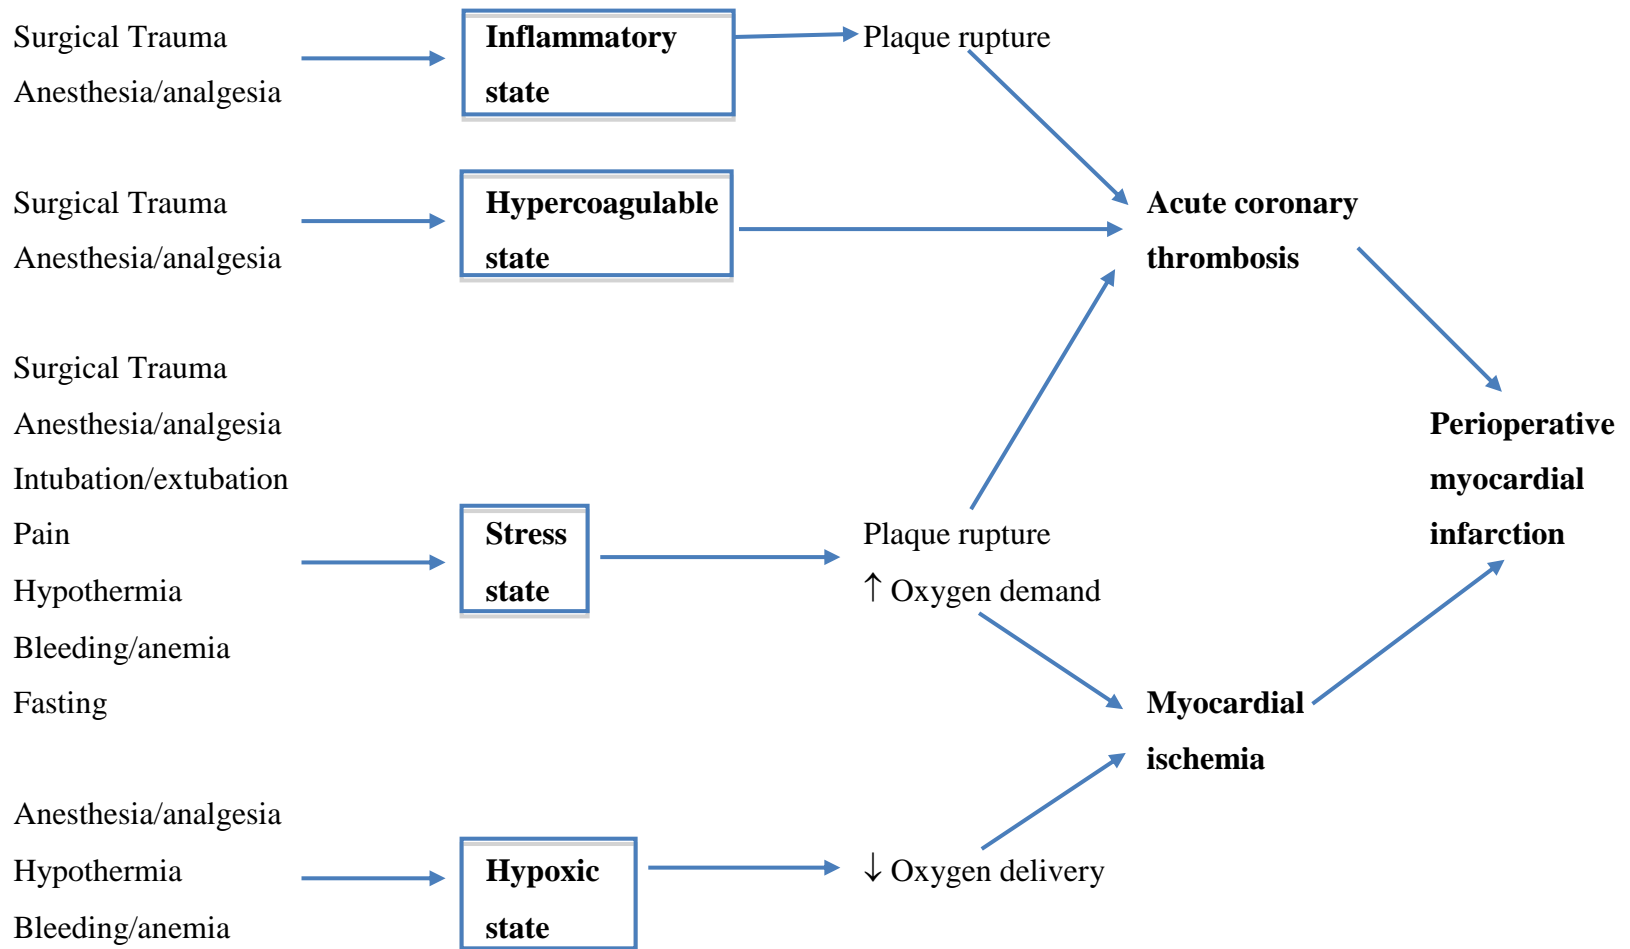 Surgical Trauma
Anesthesia/analgesia
Inflammatory
state
Plaque rupture
Surgical Trauma
Anesthesia/analgesia
Hypercoagulable
state
Acute coronary
thrombosis
Surgical Trauma
Anesthesia/analgesia
Intubation/extubation
Pain
Hypothermia
Bleeding/anemia
Fasting
Stress
state
Plaque rupture
↑ Oxygen demand
Perioperative
myocardial
infarction
Myocardial
ischemia
Anesthesia/analgesia
Hypothermia
Bleeding/anemia
Hypoxic
state
↓ Oxygen delivery